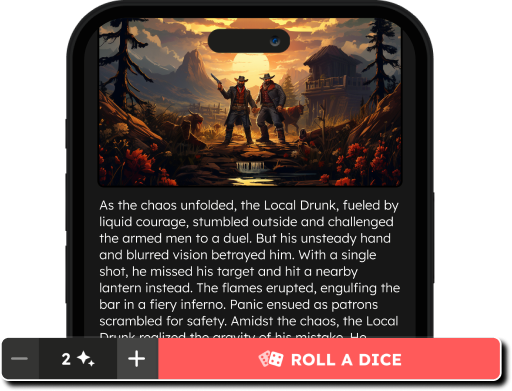 As the chaos unfolded, the Local Drunk, fueled by
liquid courage, stumbled outside and challenged
the armed men to a duel. But his unsteady hand
and blurred vision betrayed him. With a single
shot, he missed his target and hit a nearby
lantern instead. The flames erupted, engulfing the
bar in a fiery inferno. Panic ensued as patrons
scrambled for safety. Amidst the chaos, the Local
Drunk realized the gravity of his mistake. He
2
ROLL A DICE